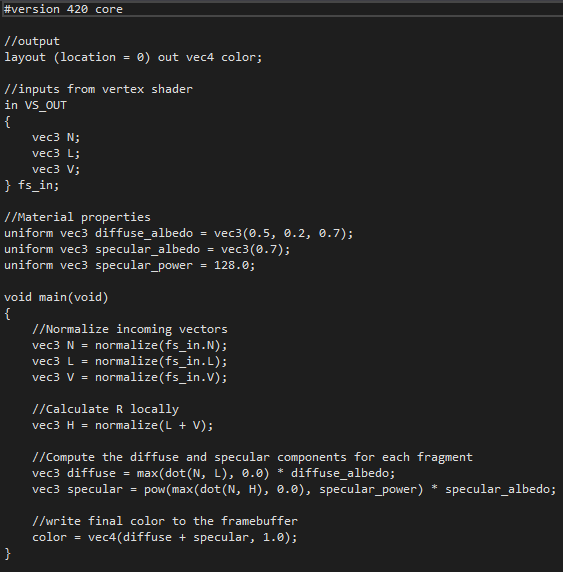 #version 420 core
//output
layout (location = 0) out vec4 color;
//inputs from vertex shader
in VS_OUT
{
    vec3 N;
    vec3 L;
    vec3 V;
} fs_in;
//Material properties
uniform vec3 diffuse_albedo = vec3(0.5, 0.2, 0.7);
uniform vec3 specular_albedo = vec3(0.7);
uniform vec3 specular_power = 128.0;
void main(void)
{
    //Normalize incoming vectors
    vec3 N = normalize(fs_in.N);
    vec3 L = normalize(fs_in.L);
    vec3 V = normalize(fs_in.V);
    //Calculate R locally
    vec3 H = normalize(L + V);
    //Compute the diffuse and specular components for each fragment
    vec3 diffuse = max(dot(N, L), 0.0) * diffuse_albedo;
    vec3 specular = pow(max(dot(N, H), 0.0), specular_power) * specular_albedo;
    //write final color to the framebuffer
    color = vec4(diffuse + specular, 1.0);
}